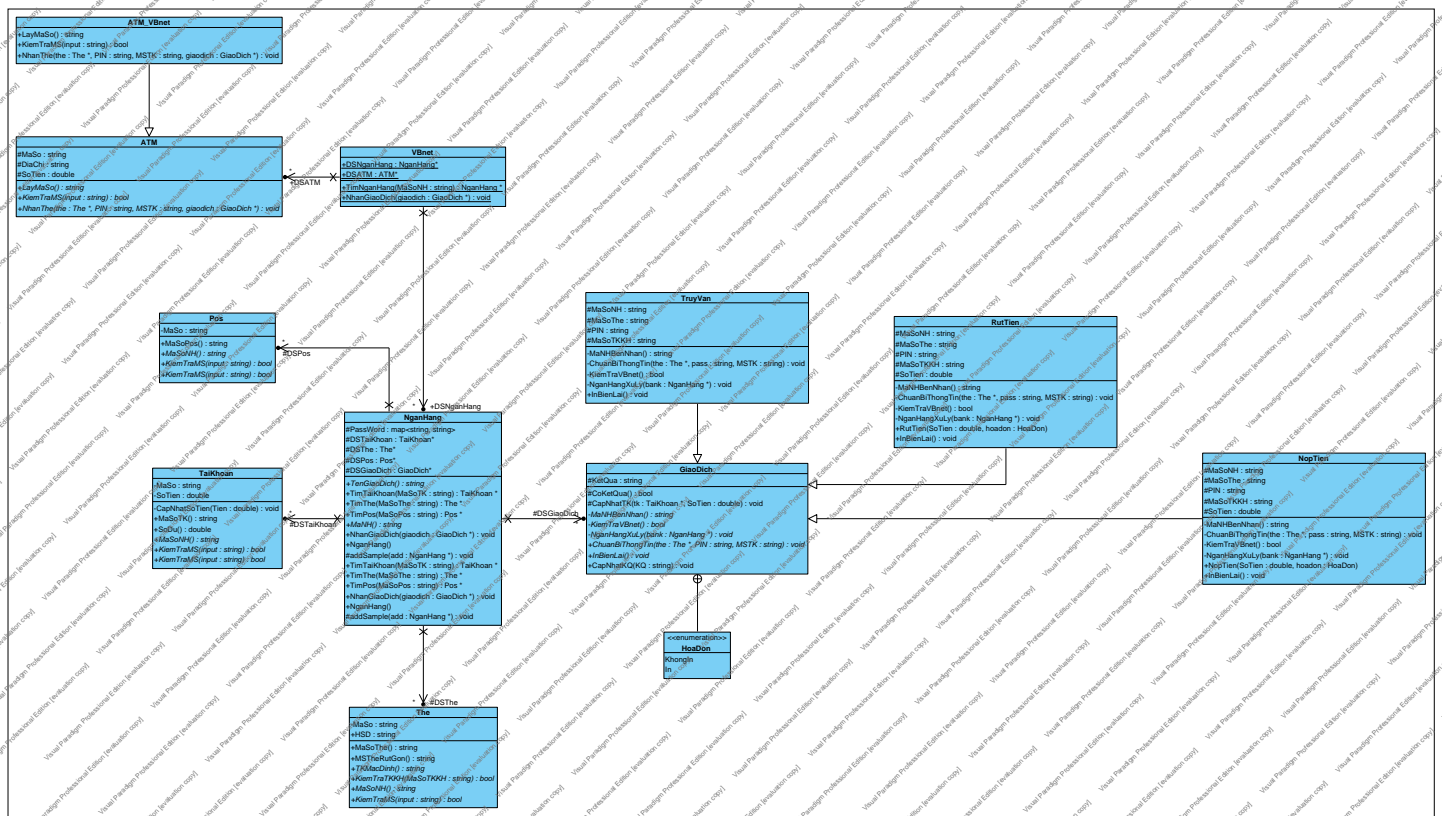 ATM_VBnet
+LayMaSo() : string
+KiemTraMS(input : string) : bool
+NhanThe(the : The *, PIN : string, MSTK : string, giaodich : GiaoDich *) : void
ATM
#MaSo : string
#DiaChi : string
#SoTien : double
+LayMaSo() : string
+KiemTraMS(input : string) : bool
+NhanThe(the : The *, PIN : string, MSTK : string, giaodich : GiaoDich *) : void
*
+DSATM
VBnet
+DSNganHang : NganHang*
+DSATM : ATM*
+TimNganHang(MaSoNH : string) : NganHang *
+NhanGiaoDich(giaodich : GiaoDich *) : void
Pos
-MaSo : string
+MaSoPos() : string
+MaSoNH() : string
+KiemTraMS(input : string) : bool
+KiemTraMS(input : string) : bool
*
#DSPos
*
+DSNganHang
NganHang
#PassWord : map<string, string>
#DSTaiKhoan : TaiKhoan*
#DSThe : The*
#DSPos : Pos*
#DSGiaoDich : GiaoDich*
+TenGiaoDich() : string
+TimTaiKhoan(MaSoTK : string) : TaiKhoan *
+TimThe(MaSoThe : string) : The *
+TimPos(MaSoPos : string) : Pos *
+MaNH() : string
+NhanGiaoDich(giaodich : GiaoDich *) : void
+NganHang()
#addSample(add : NganHang *) : void
+TimTaiKhoan(MaSoTK : string) : TaiKhoan *
+TimThe(MaSoThe : string) : The *
+TimPos(MaSoPos : string) : Pos *
+NhanGiaoDich(giaodich : GiaoDich *) : void
+NganHang()
#addSample(add : NganHang *) : void
TaiKhoan
-MaSo : string
-SoTien : double
-CapNhatSoTien(Tien : double) : void
+MaSoTK() : string
+SoDu() : double
+MaSoNH() : string
+KiemTraMS(input : string) : bool
+KiemTraMS(input : string) : bool
*
#DSTaiKhoan
*
#DSGiaoDich
TruyVan
#MaSoNH : string
#MaSoThe : string
#PIN : string
#MaSoTKKH : string
-MaNHBenNhan() : string
-ChuanBiThongTin(the : The *, pass : string, MSTK : string) : void
-KiemTraVBnet() : bool
-NganHangXuLy(bank : NganHang *) : void
+InBienLai() : void
RutTien
#MaSoNH : string
#MaSoThe : string
#PIN : string
#MaSoTKKH : string
#SoTien : double
-MaNHBenNhan() : string
-ChuanBiThongTin(the : The *, pass : string, MSTK : string) : void
-KiemTraVBnet() : bool
-NganHangXuLy(bank : NganHang *) : void
+RutTien(SoTien : double, hoadon : HoaDon)
+InBienLai() : void
GiaoDich
#KetQua : string
#CoKetQua() : bool
#CapNhatTK(tk : TaiKhoan *, SoTien : double) : void
-MaNHBenNhan() : string
-KiemTraVBnet() : bool
-NganHangXuLy(bank : NganHang *) : void
+ChuanBiThongTin(the : The *, PIN : string, MSTK : string) : void
+InBienLai() : void
+CapNhatKQ(KQ : string) : void
NopTien
#MaSoNH : string
#MaSoThe : string
#PIN : string
#MaSoTKKH : string
#SoTien : double
-MaNHBenNhan() : string
-ChuanBiThongTin(the : The *, pass : string, MSTK : string) : void
-KiemTraVBnet() : bool
-NganHangXuLy(bank : NganHang *) : void
+NopTien(SoTien : double, hoadon : HoaDon)
+InBienLai() : void
<<enumeration>>
HoaDon
KhongIn
In
*
#DSThe
The
-MaSo : string
+HSD : string
+MaSoThe() : string
+MSTheRutGon() : string
+TKMacDinh() : string
+KiemTraTKKH(MaSoTKKH : string) : bool
+MaSoNH() : string
+KiemTraMS(input : string) : bool
Visual Paradigm Professional Edition [evaluation copy]